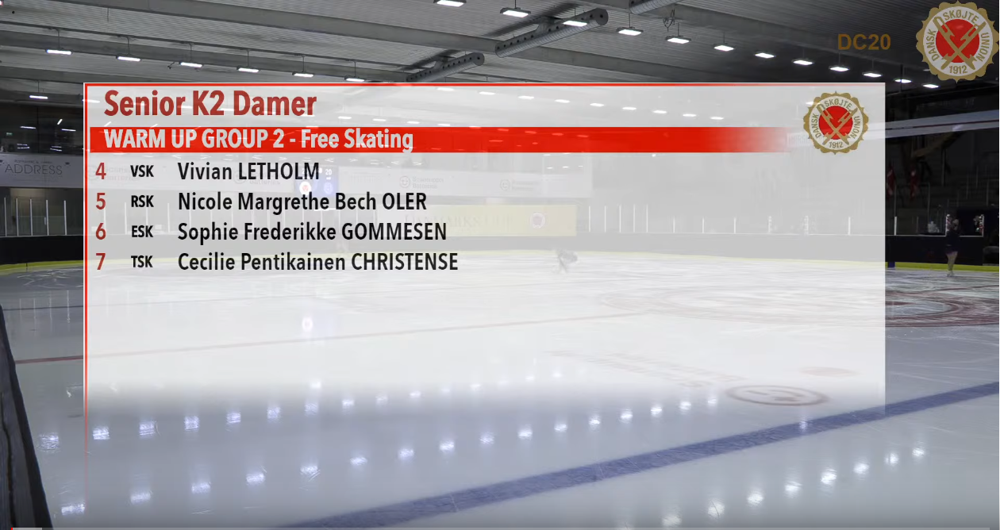 DC20
DANSK SKØJTE UNION
1912
Senior K2 Damer
DANSK SKØJTE UNION
1912
WARM UP GROUP 2 - Free Skating
4 VSK Vivian LETHOLM
5 RSK Nicole Margrethe Bech OLER
6 ESK Sophie Frederikke GOMMESEN
7 TSK Cecilie Pentikainen CHRISTENSE
ADDRESS